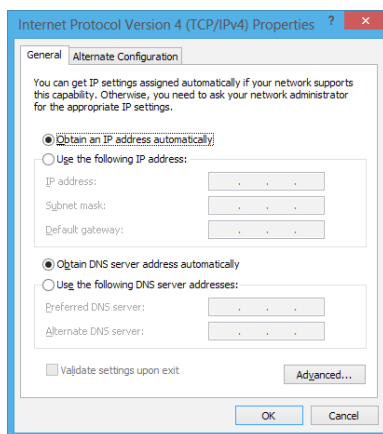 Internet Protocol Version 4 (TCP/IPv4) Properties ? ×
General Alternate Configuration
You can get IP settings assigned automatically if your network supports
this capability. Otherwise, you need to ask your network administrator
for the appropriate IP settings.
Obtain an IP address automatically
Use the following IP address:
IP address:
Subnet mask:
Default gateway:
Obtain DNS server address automatically
Use the following DNS server addresses:
Preferred DNS server:
Alternate DNS server:
Validate settings upon exit
Advanced...
OK Cancel